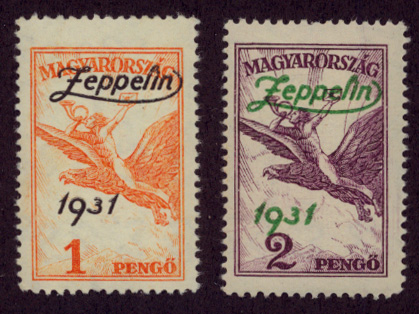 MAGYARORSZÁG
Zeppelin
1931
1 PENGŐ
MAGYARORSZÁG
Zeppelin
1931
2 PENGŐ